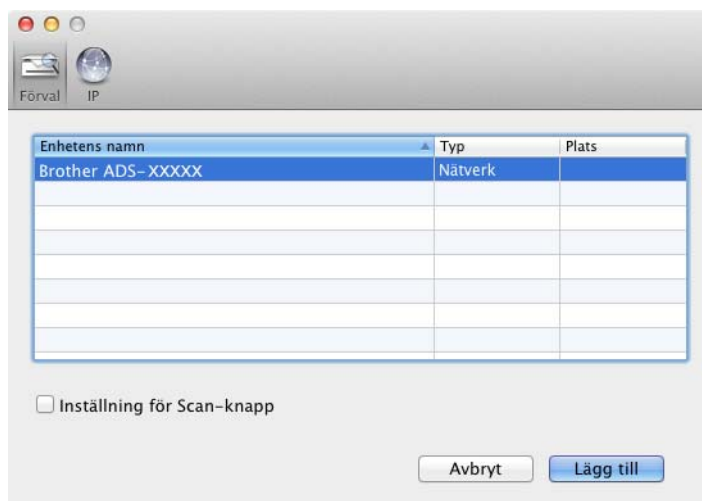 Förval IP
Enhetens namn Typ Plats
Brother ADS-XXXXX Nätverk
Inställning för Scan-knapp
Avbryt Lägg till